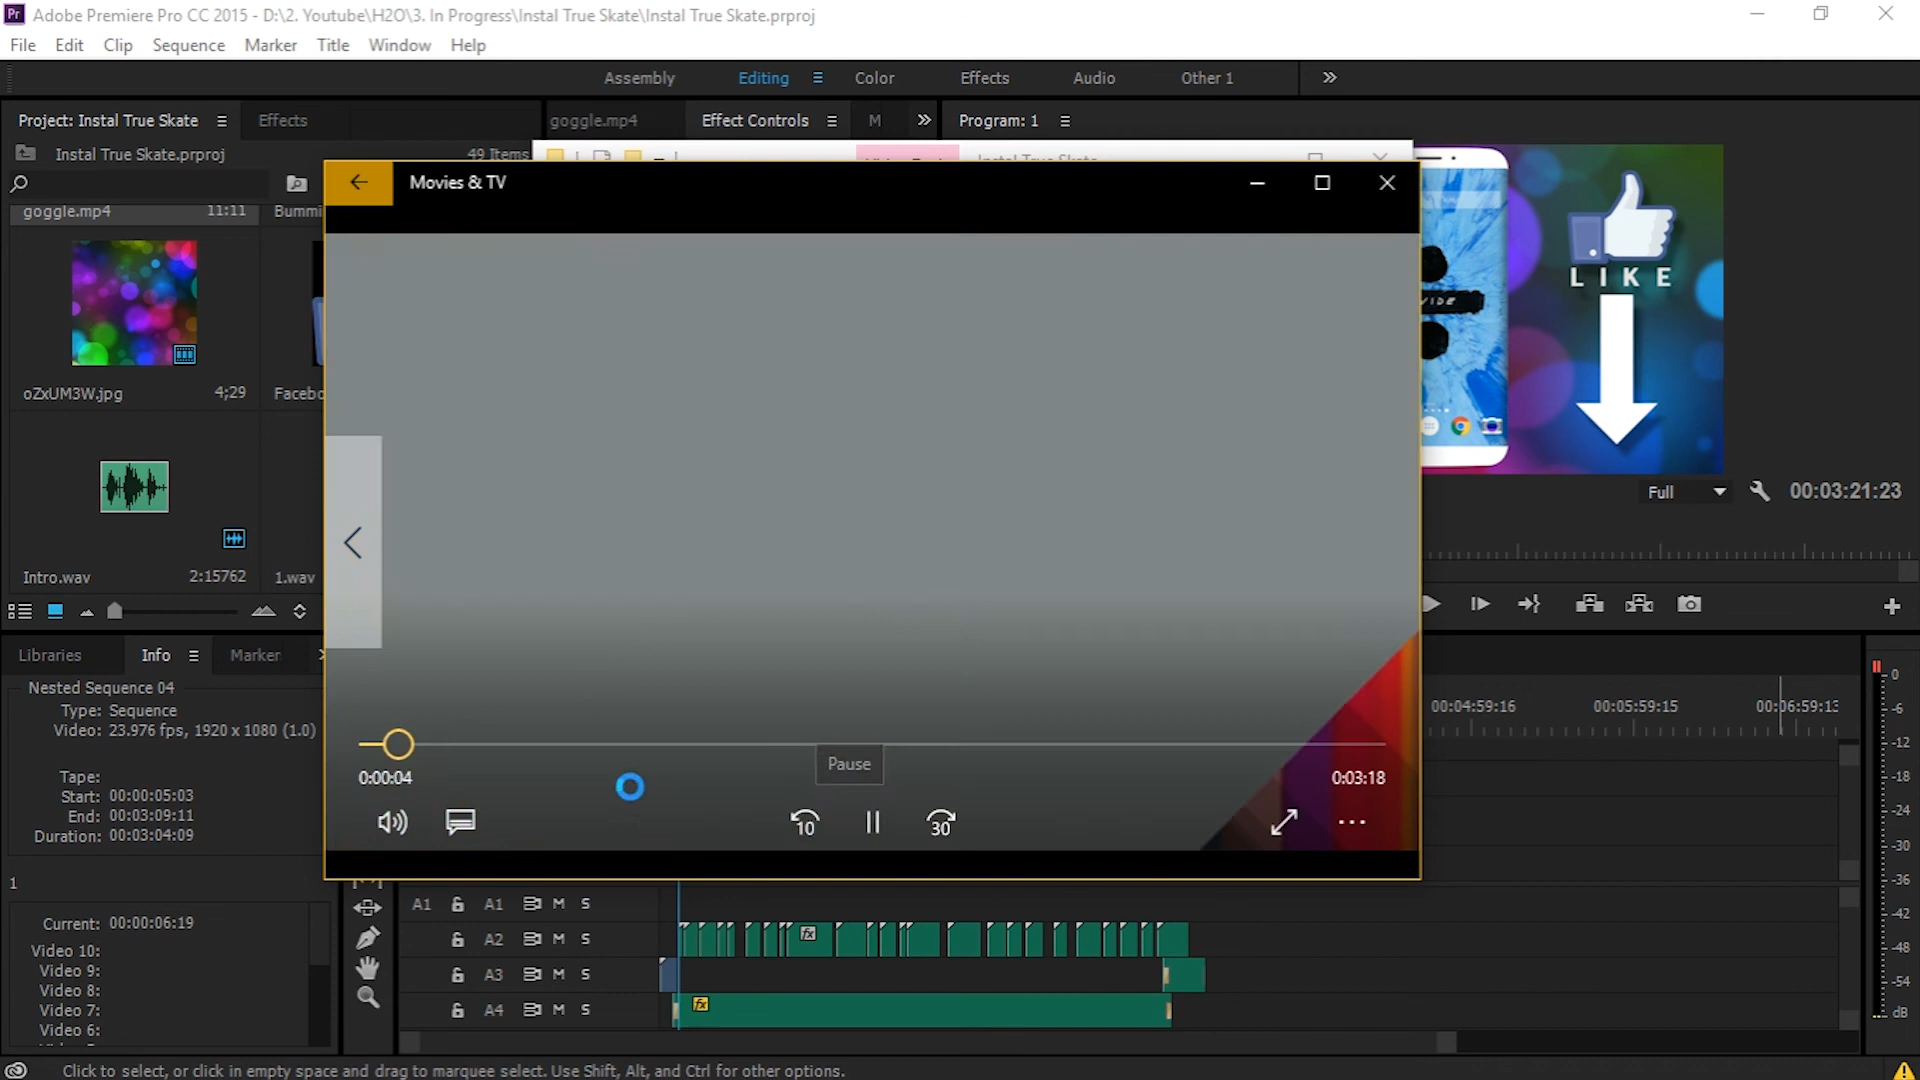 Pr Adobe Premiere Pro CC 2015 - D:\2. Youtube\H2O\3. In Progress\Instal True Skate\Instal True Skate.prproj
File Edit Clip Sequence Marker Title Window Help
Assembly Editing Color Effects Audio Other 1
Project: Instal True Skate Effects goggle.mp4 Effect Controls M Program: 1
Instal True Skate.prproj 49 Items
Movies & TV
goggle.mp4 11:11 Bummi
LIKE
oZxUM3W.jpg 4;29 Facebo
Full 00:03:21:23
Intro.wav 2:15762 1.wav
Libraries Info Marker
Nested Sequence 04
Type: Sequence
Video: 23.976 fps, 1920 x 1080 (1.0)
00:04:59:16 00:05:59:15 00:06:59:13
Pause
0:00:04 0:03:18
10 30
Tape:
Start: 00:00:05:03
End: 00:03:09:11
Duration: 00:03:04:09
1
Current: 00:00:06:19
Video 10:
Video 9:
Video 8:
Video 7:
Video 6:
A1 A1 M S
A2 M S fx
A3 M S
A4 M S fx
0
-6
-12
-18
-24
-30
-36
-42
-48
-54
dB
Click to select, or click in empty space and drag to marquee select. Use Shift, Alt, and Ctrl for other options.